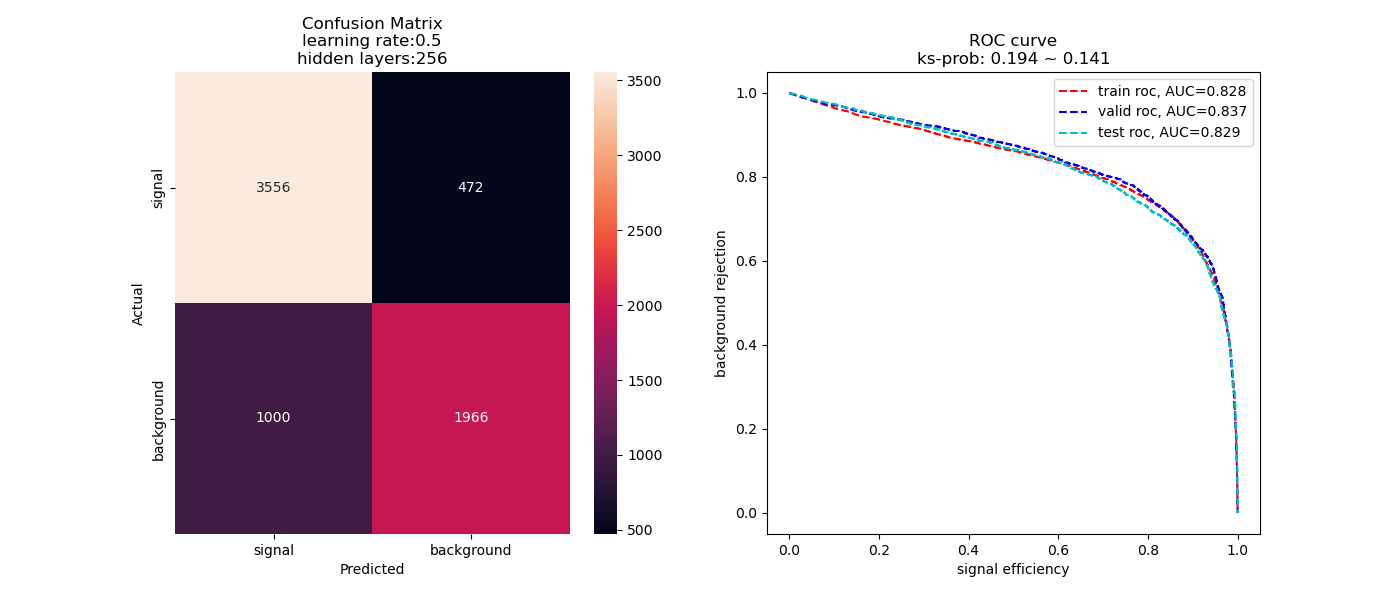 Confusion Matrix
learning rate:0.5
hidden layers:256
signal
background
Actual
3556
472
1000
1966
signal
background
Predicted
3500
3000
2500
2000
1500
1000
500
ROC curve
ks-prob: 0.194 ~ 0.141
train roc, AUC=0.828
valid roc, AUC=0.837
test roc, AUC=0.829
background rejection
1.0
0.8
0.6
0.4
0.2
0.0
0.0
0.2
0.4
0.6
0.8
1.0
signal efficiency